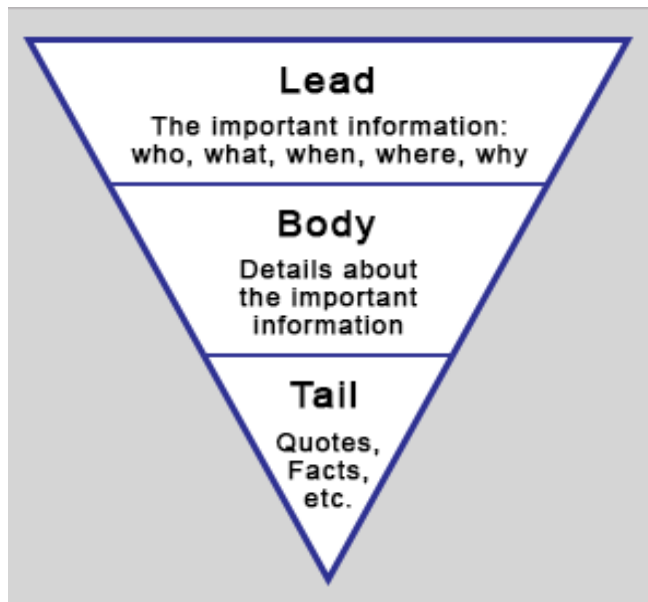 Lead
The important information:
who, what, when, where, why
Body
Details about
the important
information
Tail
Quotes,
Facts,
etc.